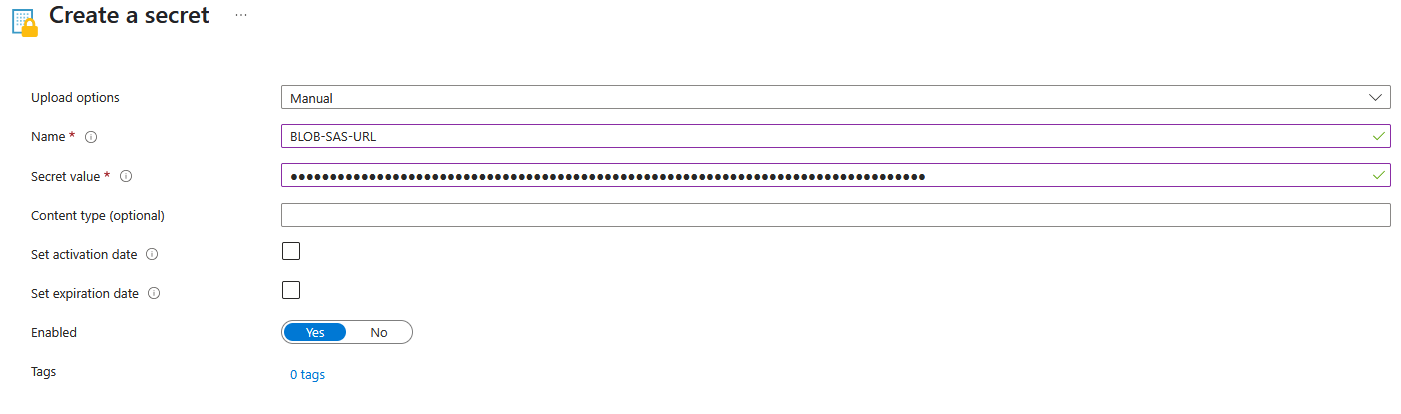 Create a secret ...
Upload options Manual
Name * BLOB-SAS-URL
Secret value * ●●●●●●●●●●●●●●●●●●●●●●●●●●●●●●●●●●●●●●●●●●●●●●●●●●●●●●●●●●●●●●●●●●●●●●●●●●●●●●●●●
Content type (optional)
Set activation date
Set expiration date
Enabled Yes No
Tags 0 tags